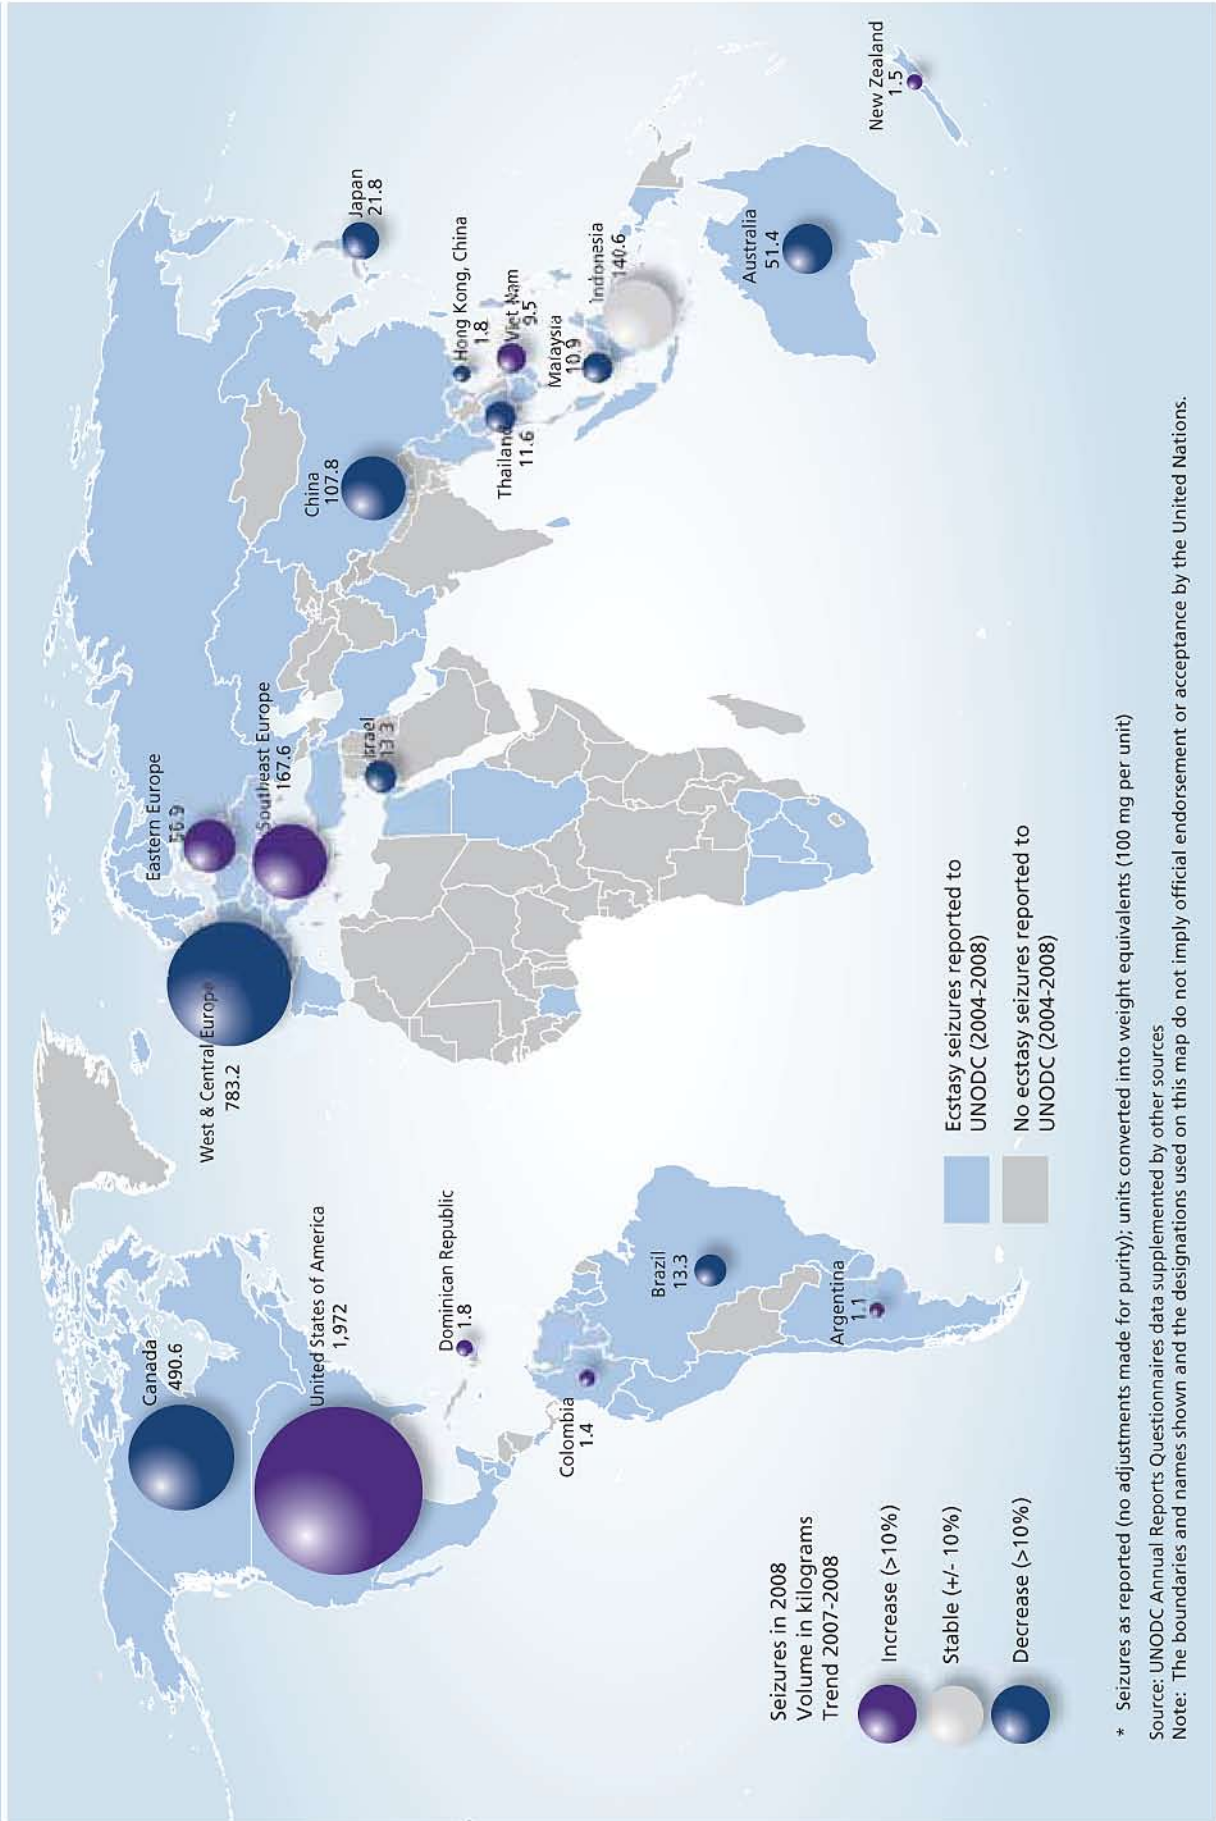 Canada
490.6
United States of America
1,972
Dominican Republic
1.8
Colombia
1.4
Brazil
13.3
Argentina
1.1
West & Central Europe
783.2
Eastern Europe
56.9
Southeast Europe
167.6
Israel
13.3
China
107.8
Japan
21.8
Hong Kong, China
1.8
Viet Nam
9.5
Thailand
11.6
Malaysia
10.9
Indonesia
140.6
Australia
51.4
New Zealand
1.5
Seizures in 2008
Volume in kilograms
Trend 2007-2008
Increase (>10%)
Stable (+/- 10%)
Decrease (>10%)
Ecstasy seizures reported to
UNODC (2004-2008)
No ecstasy seizures reported to
UNODC (2004-2008)
* Seizures as reported (no adjustments made for purity); units converted into weight equivalents (100 mg per unit)
Source: UNODC Annual Reports Questionnaires data supplemented by other sources
Note: The boundaries and names shown and the designations used on this map do not imply official endorsement or acceptance by the United Nations.